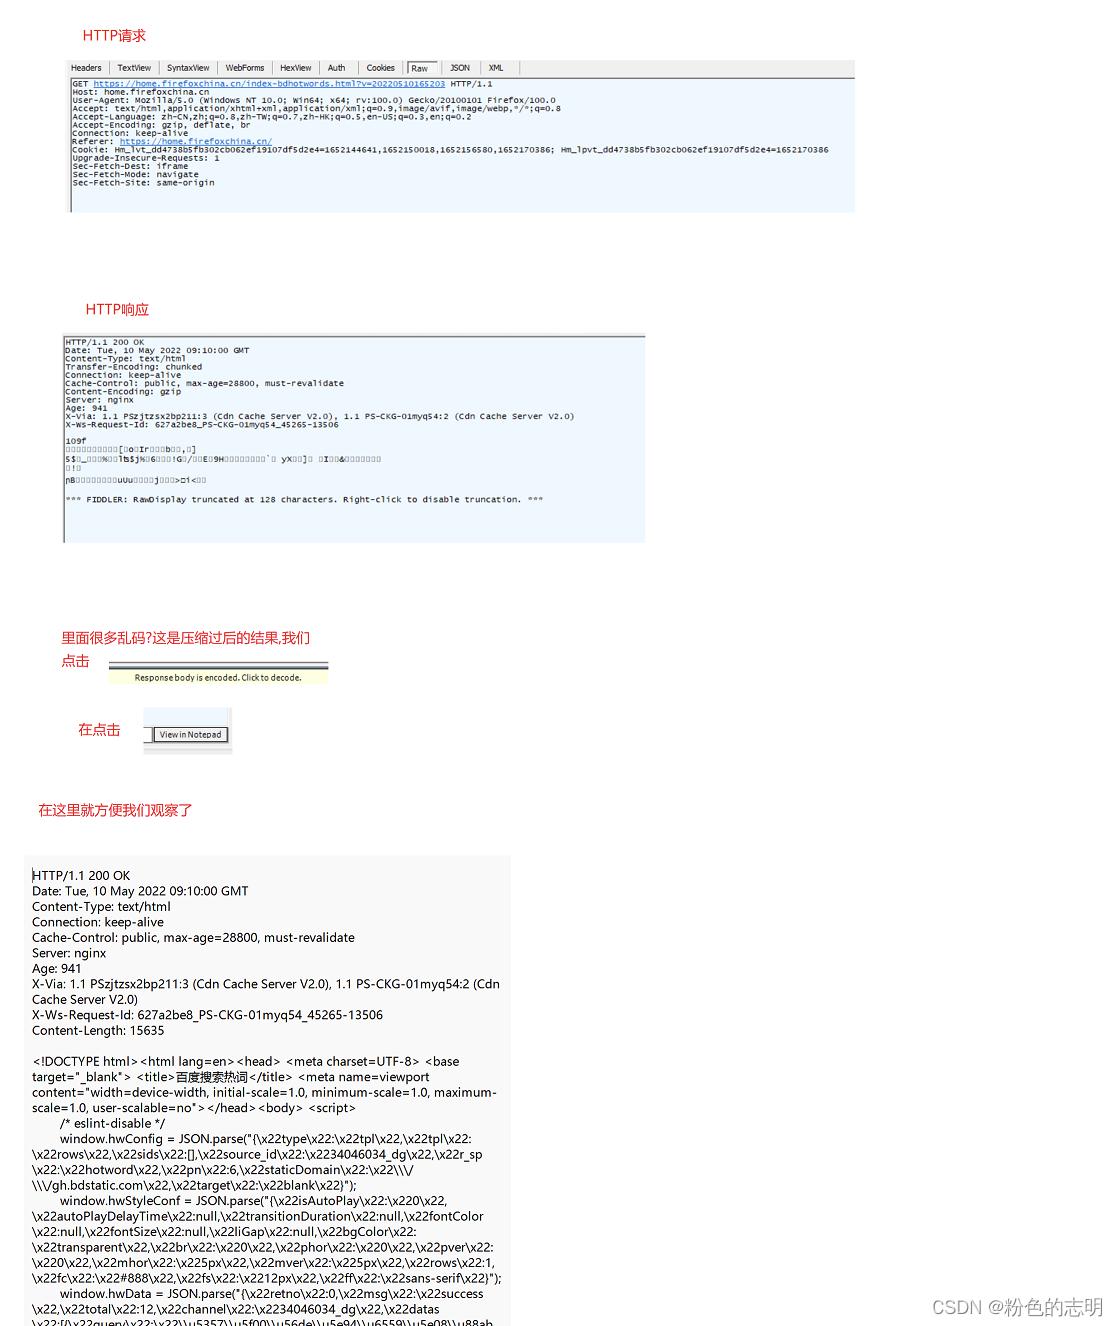 HTTP请求
Headers TextView SyntaxView WebForms HexView Auth Cookies Raw JSON XML
GET https://home.firefoxchina.cn/index-bdhotwords.html?v=20220510165203 HTTP/1.1
Host: home.firefoxchina.cn
User-Agent: Mozilla/5.0 (Windows NT 10.0; Win64; x64; rv:100.0) Gecko/20100101 Firefox/100.0
Accept: text/html,application/xhtml+xml,application/xml;q=0.9,image/avif,image/webp,*/*;q=0.8
Accept-Language: zh-CN,zh;q=0.8,zh-TW;q=0.7,zh-HK;q=0.5,en-US;q=0.3,en;q=0.2
Accept-Encoding: gzip, deflate, br
Connection: keep-alive
Referer: https://home.firefoxchina.cn/
Cookie: Hm_lvt_dd4738b5fb302cb062ef19107df5d2e4=1652144641,1652150018,1652156580,1652170386; Hm_lpvt_dd4738b5fb302cb062ef19107df5d2e4=1652170386
Upgrade-Insecure-Requests: 1
Sec-Fetch-Dest: iframe
Sec-Fetch-Mode: navigate
Sec-Fetch-Site: same-origin
HTTP响应
HTTP/1.1 200 OK
Date: Tue, 10 May 2022 09:10:00 GMT
Content-Type: text/html
Transfer-Encoding: chunked
Connection: keep-alive
Cache-Control: public, max-age=28800, must-revalidate
Content-Encoding: gzip
Server: nginx
Age: 941
X-Via: 1.1 PSzjtzsx2bp211:3 (Cdn Cache Server V2.0), 1.1 PS-CKG-01myq54:2 (Cdn Cache Server V2.0)
X-Ws-Request-Id: 627a2be8_PS-CKG-01myq54_45265-13506
109f
*** FIDDLER: RawDisplay truncated at 128 characters. Right-click to disable truncation. ***
里面很多乱码?这是压缩过后的结果,我们
点击 Response body is encoded. Click to decode.
在点击 View in Notepad
在这里就方便我们观察了
HTTP/1.1 200 OK
Date: Tue, 10 May 2022 09:10:00 GMT
Content-Type: text/html
Connection: keep-alive
Cache-Control: public, max-age=28800, must-revalidate
Server: nginx
Age: 941
X-Via: 1.1 PSzjtzsx2bp211:3 (Cdn Cache Server V2.0), 1.1 PS-CKG-01myq54:2 (Cdn
Cache Server V2.0)
X-Ws-Request-Id: 627a2be8_PS-CKG-01myq54_45265-13506
Content-Length: 15635
<!DOCTYPE html><html lang=en><head> <meta charset=UTF-8> <base
target="_blank"> <title>百度搜索热词</title> <meta name=viewport
content="width=device-width, initial-scale=1.0, minimum-scale=1.0, maximum-
scale=1.0, user-scalable=no"></head><body> <script>
/* eslint-disable */
window.hwConfig = JSON.parse("{\x22type\x22:\x22tpl\x22,\x22tpl\x22:
\x22rows\x22,\x22sids\x22:[],\x22source_id\x22:\x2234046034_dg\x22,\x22r_sp
\x22:\x22hotword\x22,\x22pn\x22:6,\x22staticDomain\x22:\x22\\\/
\\\/gh.bdstatic.com\x22,\x22target\x22:\x22blank\x22}");
window.hwStyleConf = JSON.parse("{\x22isAutoPlay\x22:\x220\x22,
\x22autoPlayDelayTime\x22:null,\x22transitionDuration\x22:null,\x22fontColor
\x22:null,\x22fontSize\x22:null,\x22liGap\x22:null,\x22bgColor\x22:
\x22transparent\x22,\x22br\x22:\x220\x22,\x22phor\x22:\x220\x22,\x22pver\x22:
\x220\x22,\x22mhor\x22:\x225px\x22,\x22mver\x22:\x225px\x22,\x22rows\x22:1,
\x22fc\x22:\x22#888\x22,\x22fs\x22:\x2212px\x22,\x22ff\x22:\x22sans-serif\x22}");
window.hwData = JSON.parse("{\x22retno\x22:0,\x22msg\x22:\x22success
\x22,\x22total\x22:12,\x22channel\x22:\x2234046034_dg\x22,\x22datas
\x22:[{\x22query\x22:\x22\\u5357\\u5f00\\u56de\\u5e94\\u6559\\u5e08\\u88ab
CSDN @粉色的志明